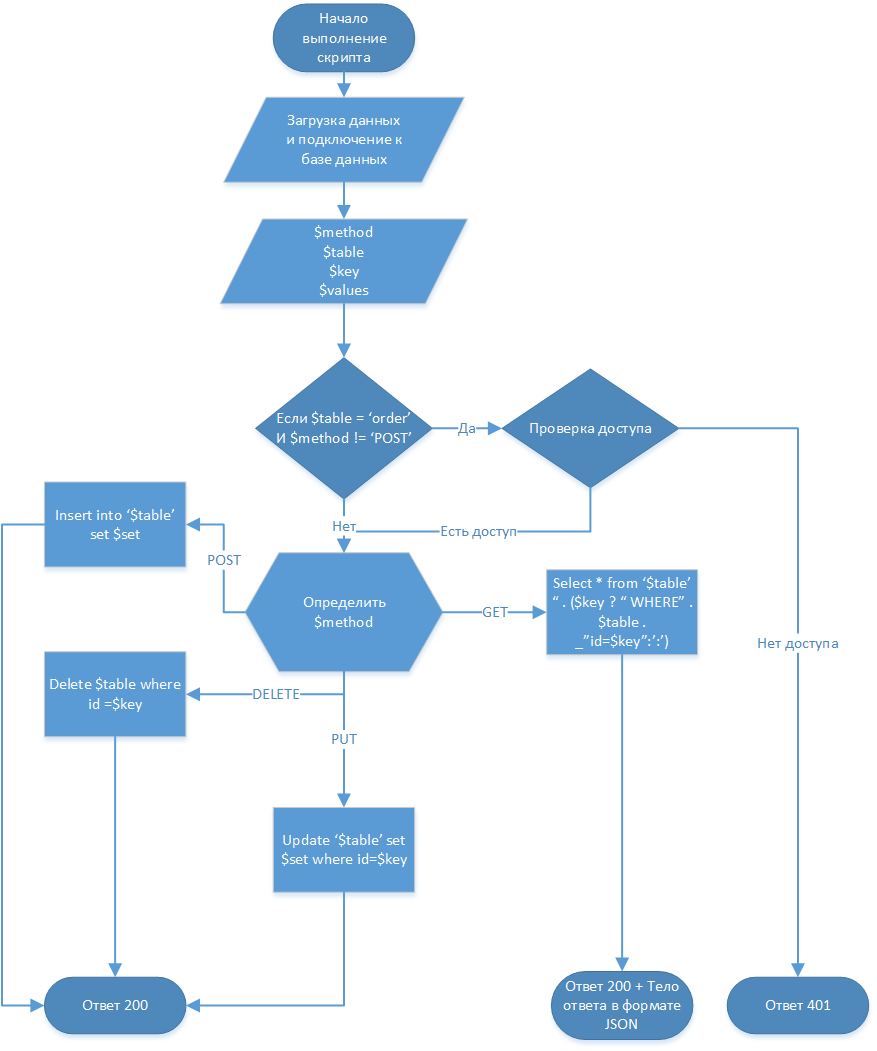 Начало
выполнение
скрипта
Загрузка данных
и подключение к
базе данных
$method
$table
$key
$values
Если $table = ‘order’
И $method != ‘POST’
Да
Проверка доступа
Нет
Есть доступ
Insert into ‘$table’
set $set
POST
Определить
$method
GET
Select * from ‘$table’
“ . ($key ? “ WHERE” .
$table .
_”id=$key”:’:’)
Нет доступа
Delete $table where
id =$key
DELETE
PUT
Update ‘$table’ set
$set where id=$key
Ответ 200
Ответ 200 + Тело
ответа в формате
JSON
Ответ 401